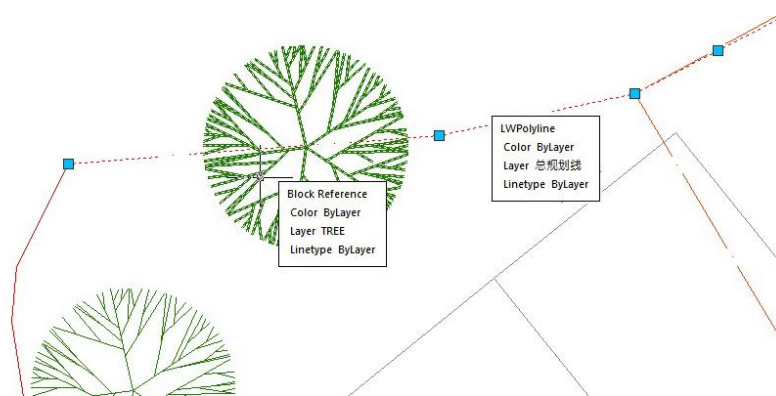 LWPolyline
Color ByLayer
Layer 总规划线
Linetype ByLayer
Block Reference
Color ByLayer
Layer TREE
Linetype ByLayer